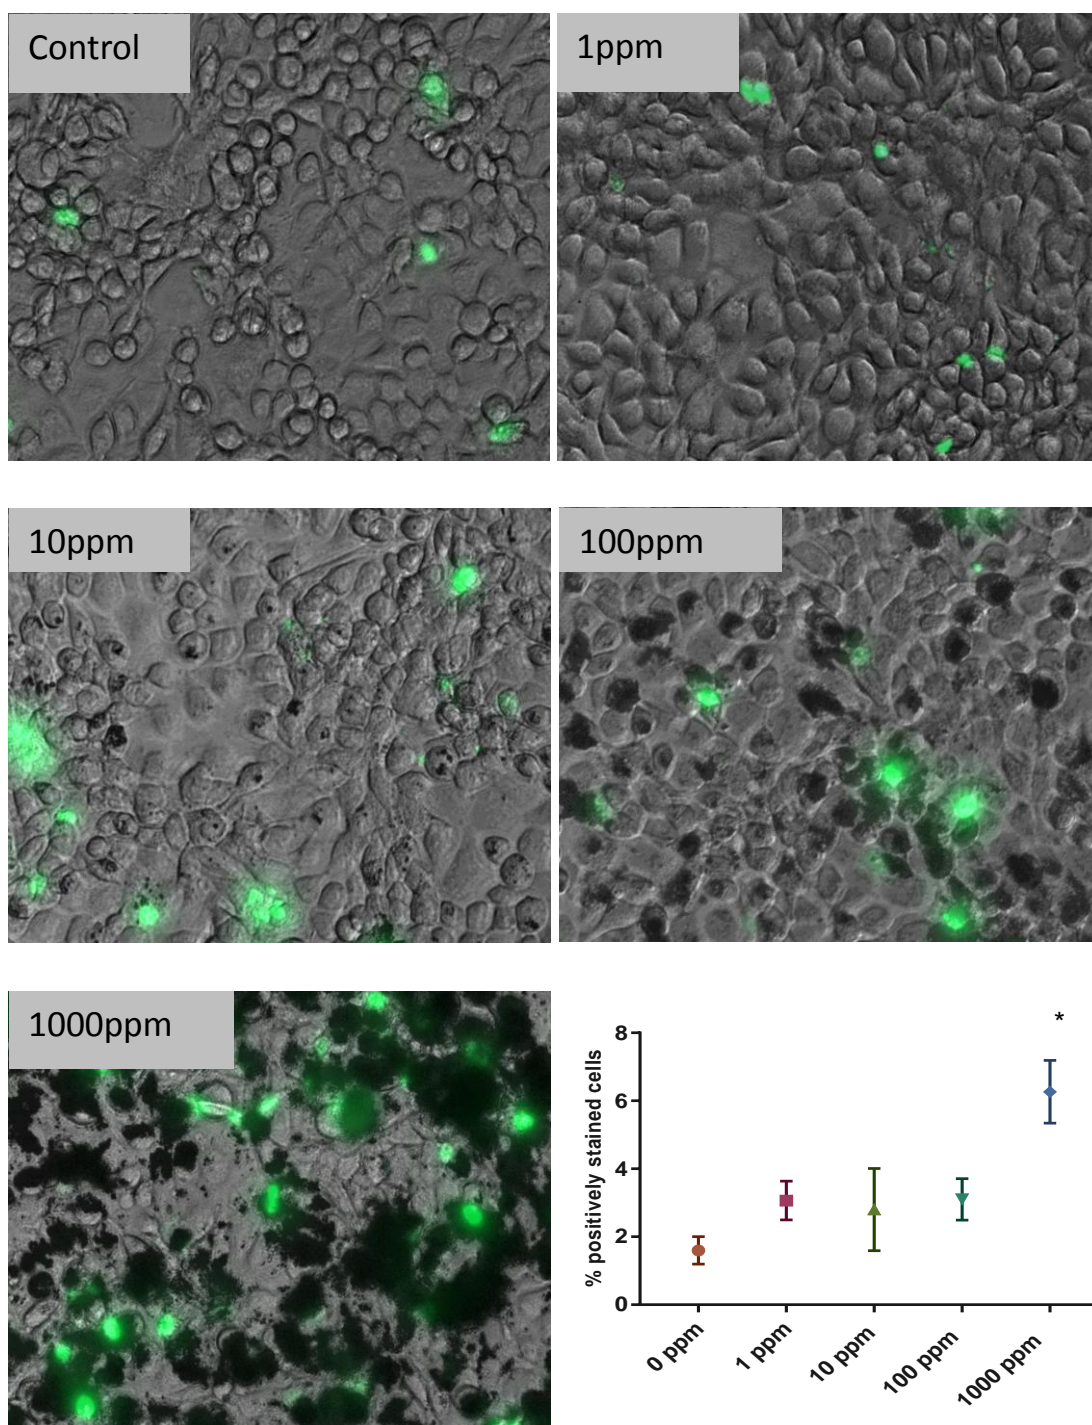 Control
1ppm
10ppm
100ppm
1000ppm
*
% positively stained cells
8
6
4
2
0
0 ppm
1 ppm
10 ppm
100 ppm
1000 ppm